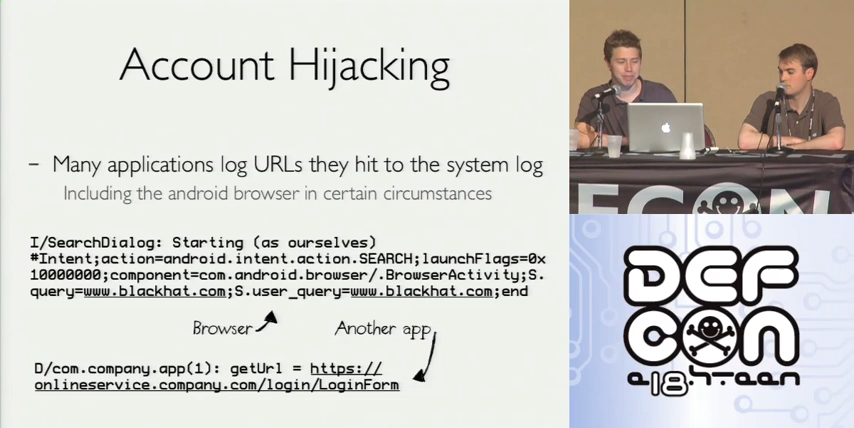 Account Hijacking
– Many applications log URLs they hit to the system log
Including the android browser in certain circumstances
I/SearchDialog: Starting (as ourselves)
#Intent;action=android.intent.action.SEARCH;launchFlags=0x
10000000;component=com.android.browser/.BrowserActivity;S.
query=www.blackhat.com;S.user_query=www.blackhat.com;end
Browser
Another app
D/com.company.app(1): getUrl = https://
onlineservice.company.com/login/LoginForm
DEFCON
DEF
CON
e18hteen